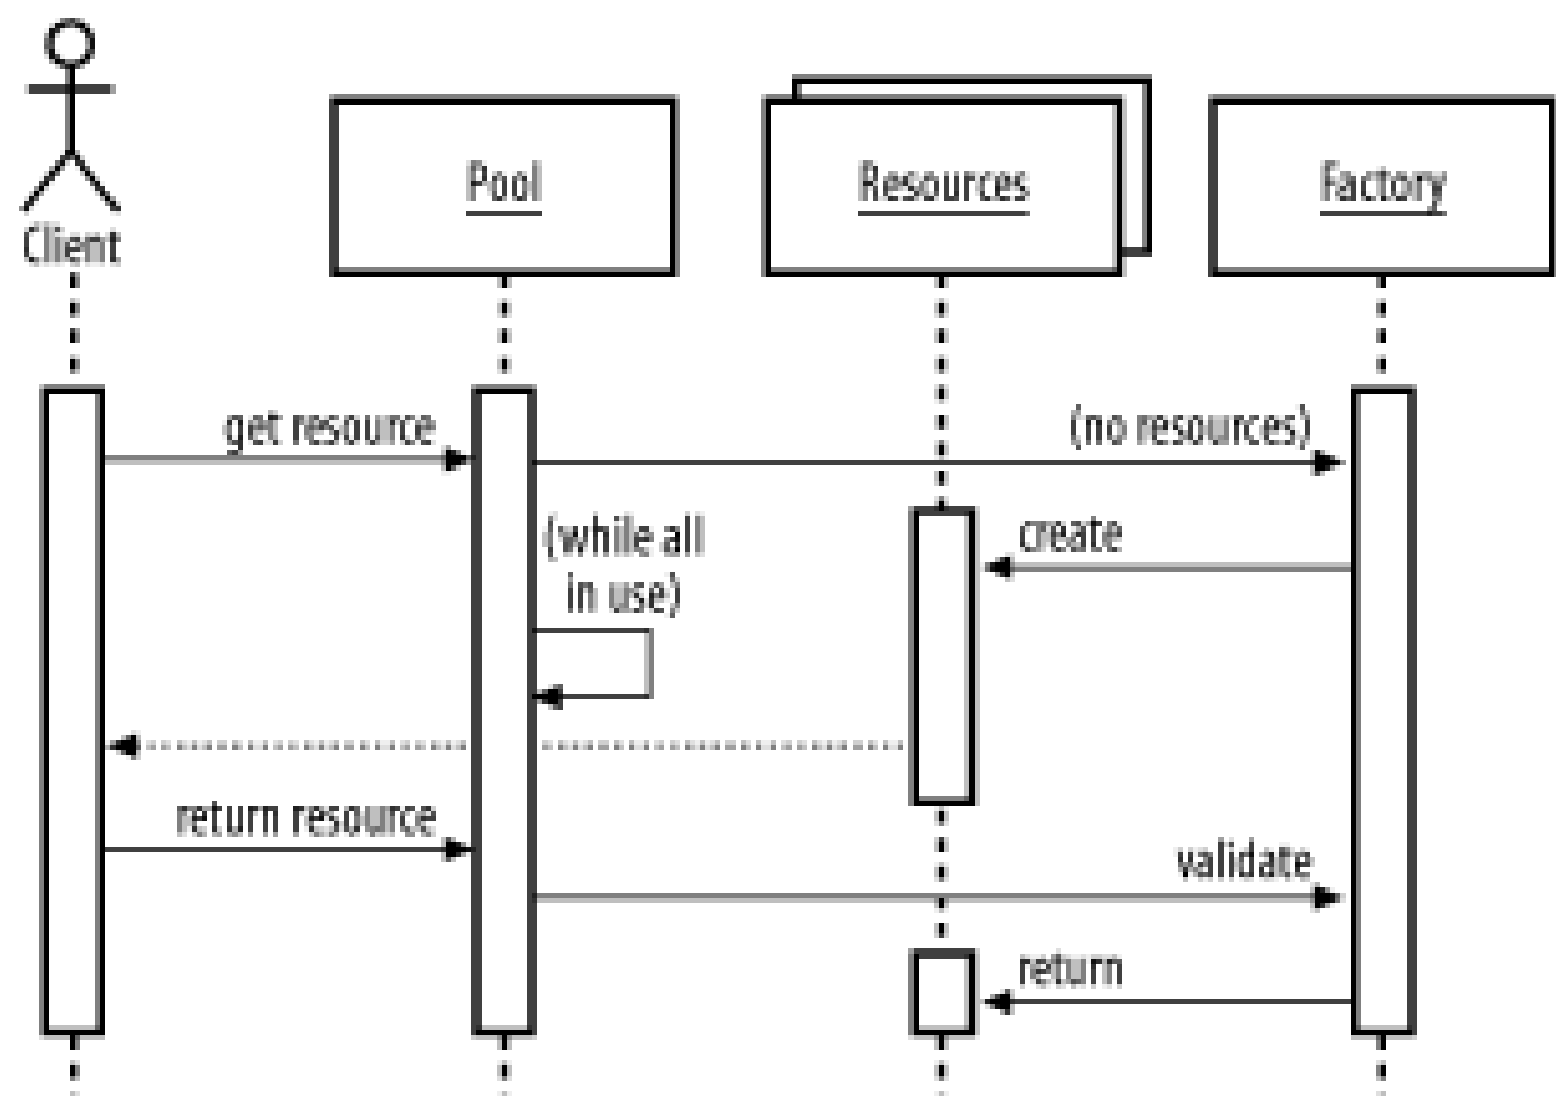 Client
Pool
Resources
Factory
get resource
(no resources)
(while all
in use)
create
return resource
validate
return